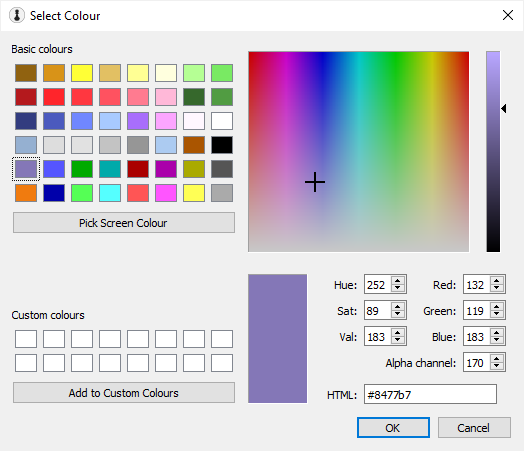 Select Colour
Basic colours
Pick Screen Colour
Custom colours
Add to Custom Colours
Hue: 252 Red: 132
Sat: 89 Green: 119
Val: 183 Blue: 183
Alpha channel: 170
HTML: #8477b7
OK Cancel